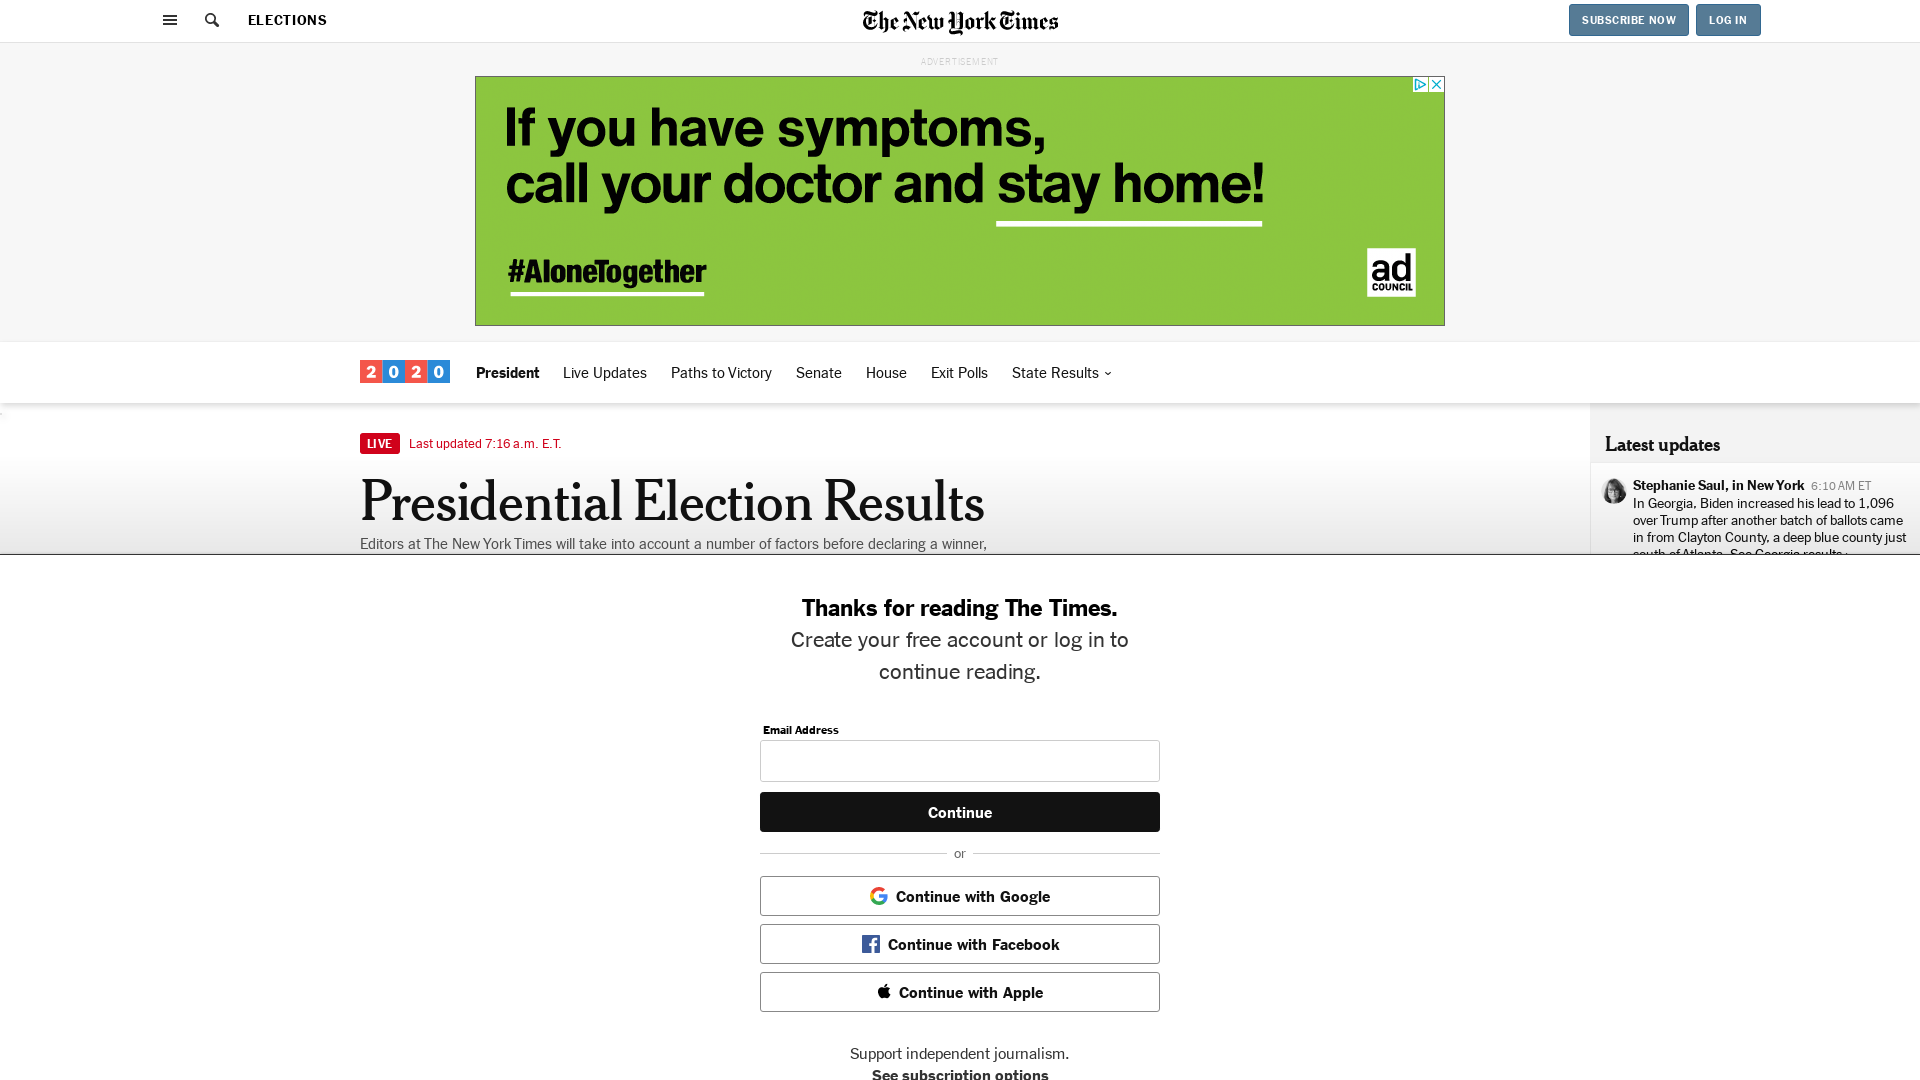 ELECTIONS
The New York Times
SUBSCRIBE NOW
LOG IN
ADVERTISEMENT
If you have symptoms,
call your doctor and stay home!
#AloneTogether
ad
COUNCIL
2020
President
Live Updates
Paths to Victory
Senate
House
Exit Polls
State Results
LIVE
Last updated 7:16 a.m. E.T.
Presidential Election Results
Editors at The New York Times will take into account a number of factors before declaring a winner,
Latest updates
Stephanie Saul, in New York 6:10 AM ET
In Georgia, Biden increased his lead to 1,096
over Trump after another batch of ballots came
in from Clayton County, a deep blue county just
south of Atlanta. See Georgia results ›
Thanks for reading The Times.
Create your free account or log in to
continue reading.
Email Address
Continue
or
Continue with Google
Continue with Facebook
Continue with Apple
Support independent journalism.
See subscription options